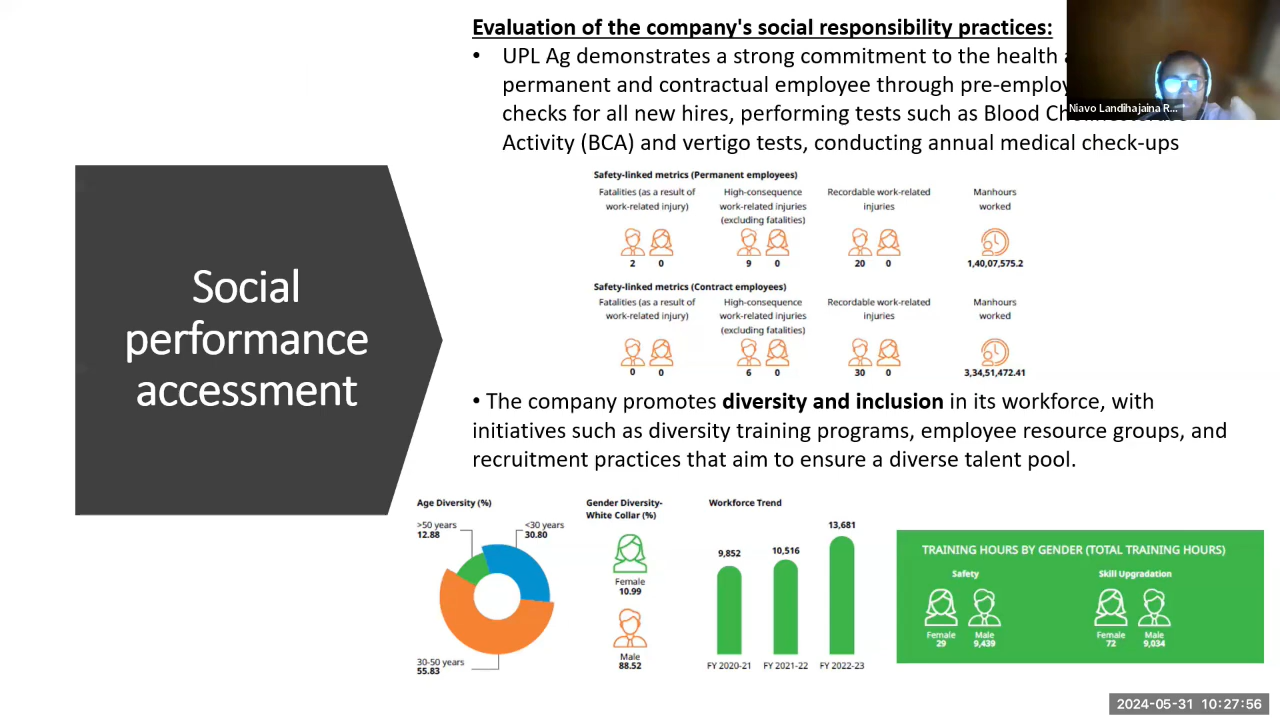 Evaluation of the company's social responsibility practices:
• UPL Ag demonstrates a strong commitment to the health
permanent and contractual employee through pre-employ
checks for all new hires, performing tests such as Blood
Activity (BCA) and vertigo tests, conducting annual medical check-ups
Niavo Landihajaina R...
Social
performance
accessment
Safety-linked metrics (Permanent employees)
Fatalities (as a result of High-consequence Recordable work-related Manhours
work-related injury) work-related injuries injuries worked
(excluding fatalities)
2 0 9 0 20 0 1,40,07,575.2
Safety-linked metrics (Contract employees)
Fatalities (as a result of High-consequence Recordable work-related Manhours
work-related injury) work-related injuries injuries worked
(excluding fatalities)
0 0 6 0 30 0 3,34,51,472.41
• The company promotes diversity and inclusion in its workforce, with
initiatives such as diversity training programs, employee resource groups, and
recruitment practices that aim to ensure a diverse talent pool.
Age Diversity (%)
>50 years
12.88
<30 years
30.80
30-50 years
55.83
Gender Diversity-
White Collar (%)
Female
10.99
Male
88.52
Workforce Trend
9,852 10,516 13,681
FY 2020-21 FY 2021-22 FY 2022-23
TRAINING HOURS BY GENDER (TOTAL TRAINING HOURS)
Safety Skill Upgradation
Female Male Female Male
29 9,439 72 9,034
2024-05-31 10:27:56